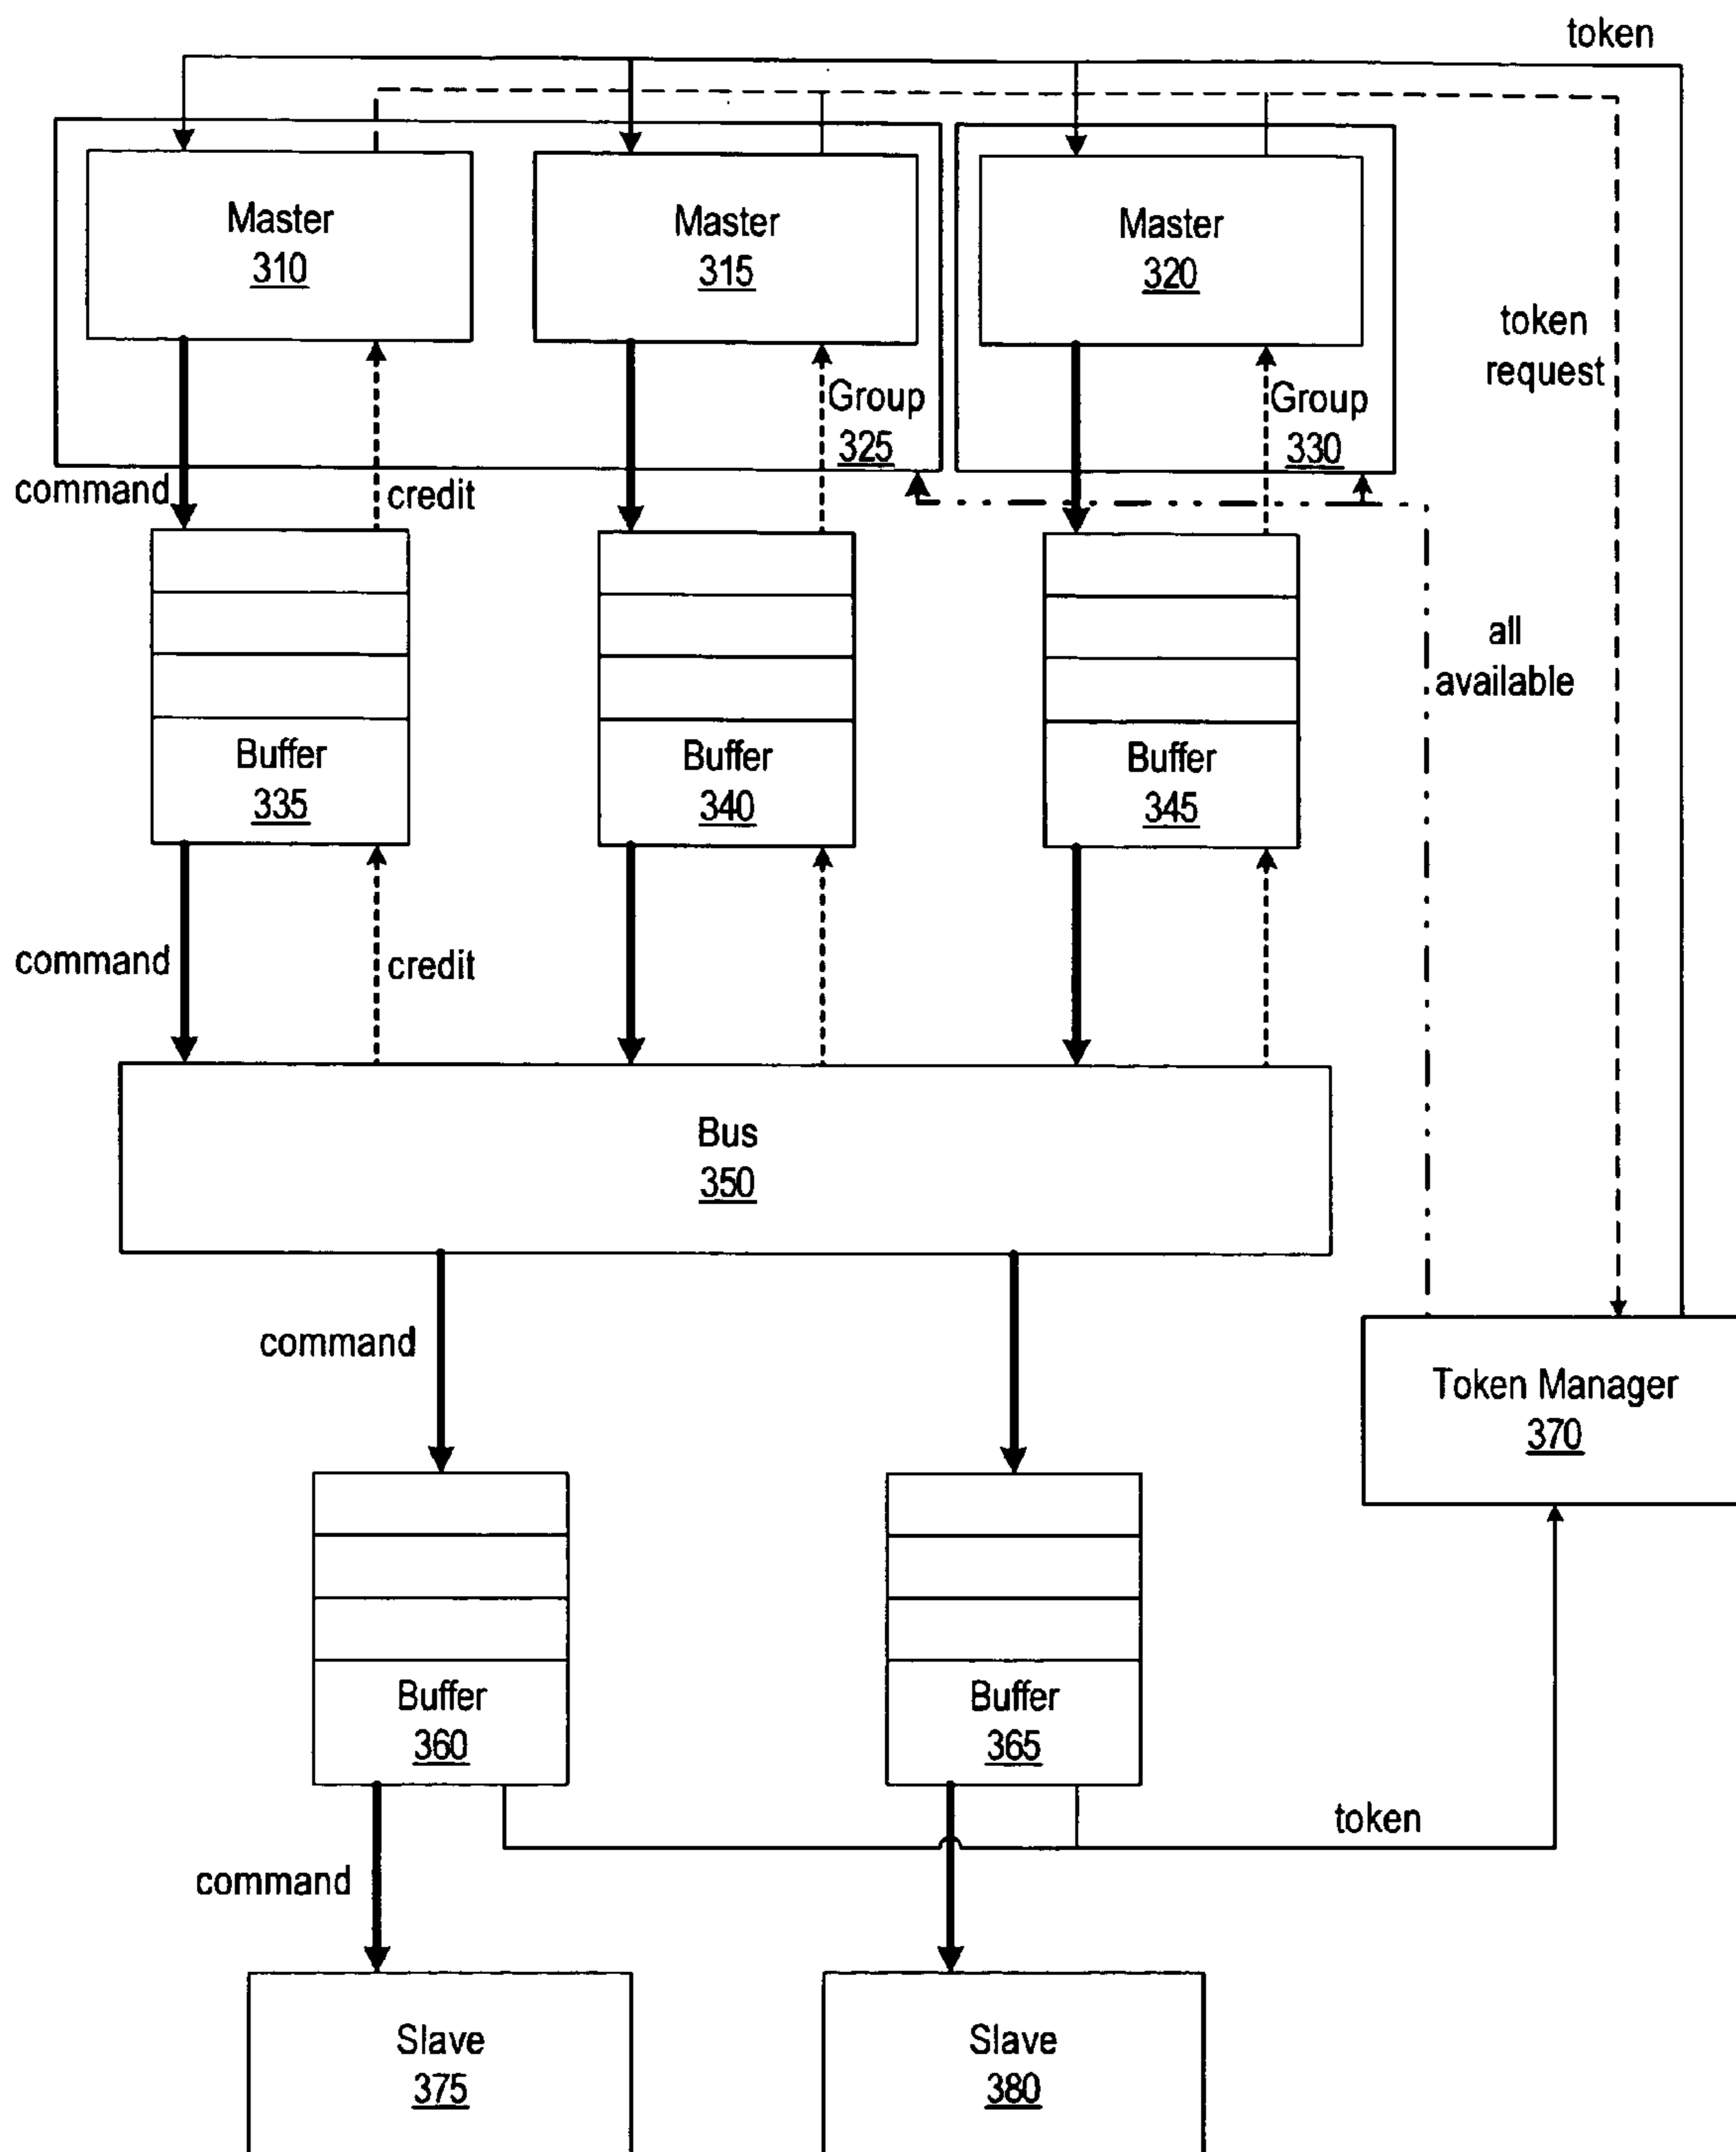 token
Master
310
Master
315
Master
320
token
request
Group
325
Group
330
command
credit
all
available
Buffer
335
Buffer
340
Buffer
345
command
credit
Bus
350
command
Token Manager
370
Buffer
360
Buffer
365
token
command
Slave
375
Slave
380